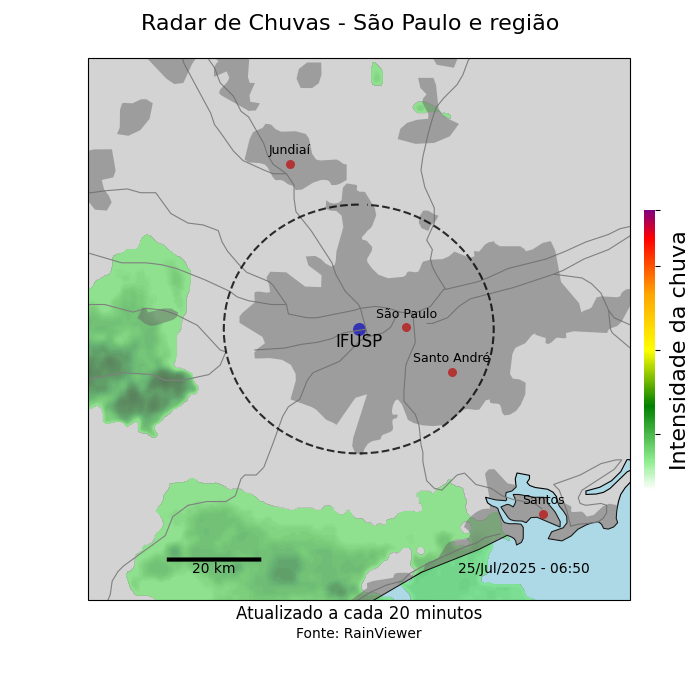 Radar de Chuvas - São Paulo e região
Jundiaí
São Paulo
IFUSP
Santo André
Santos
20 km
25/Jul/2025 - 06:50
Intensidade da chuva
Atualizado a cada 20 minutos
Fonte: RainViewer